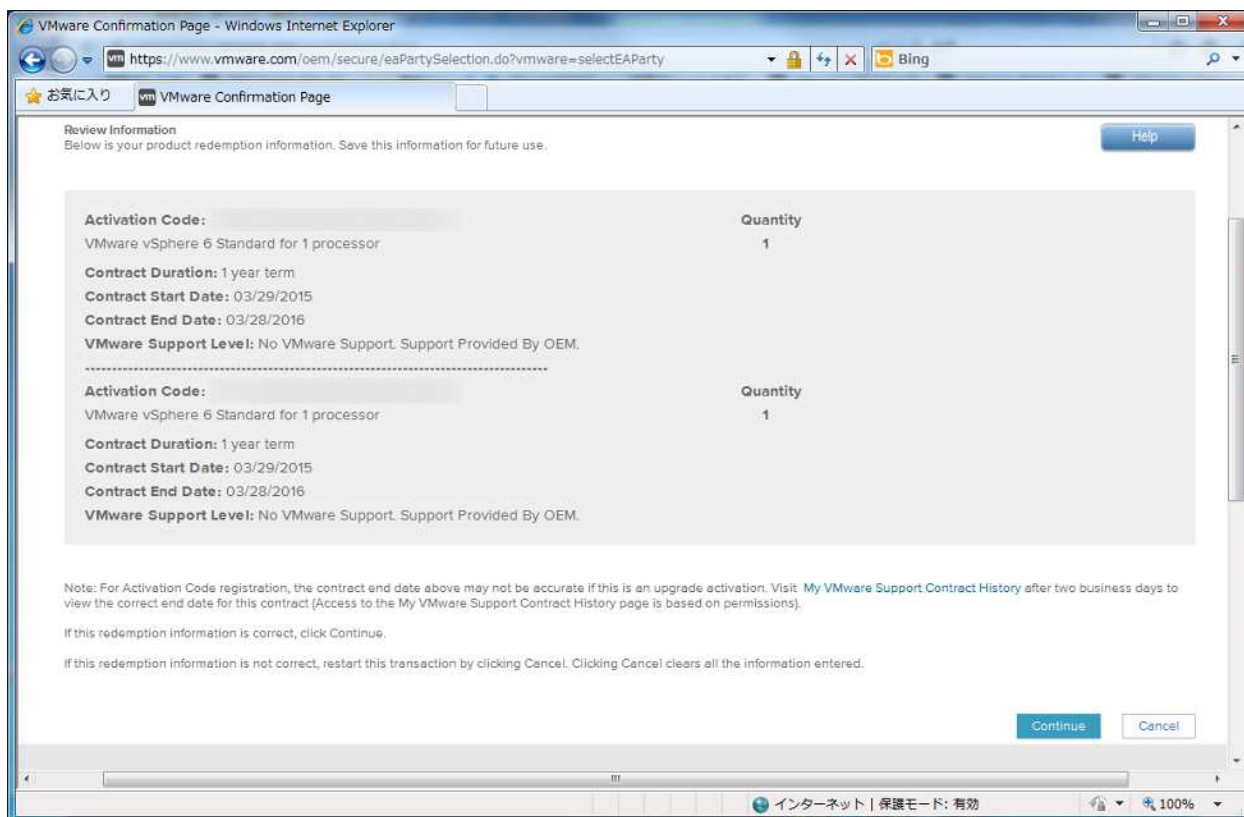 VMware Confirmation Page - Windows Internet Explorer
https://www.vmware.com/oem/secure/eaPartySelection.do?vmware=selectEAParty
Bing
お気に入り
vm VMware Confirmation Page
Review Information
Below is your product redemption information. Save this information for future use.
Help
Activation Code: Quantity
VMware vSphere 6 Standard for 1 processor 1
Contract Duration: 1 year term
Contract Start Date: 03/29/2015
Contract End Date: 03/28/2016
VMware Support Level: No VMware Support. Support Provided By OEM.
Activation Code: Quantity
VMware vSphere 6 Standard for 1 processor 1
Contract Duration: 1 year term
Contract Start Date: 03/29/2015
Contract End Date: 03/28/2016
VMware Support Level: No VMware Support. Support Provided By OEM.
Note: For Activation Code registration, the contract end date above may not be accurate if this is an upgrade activation. Visit My VMware Support Contract History after two business days to
view the correct end date for this contract (Access to the My VMware Support Contract History page is based on permissions).
If this redemption information is correct, click Continue.
If this redemption information is not correct, restart this transaction by clicking Cancel. Clicking Cancel clears all the information entered.
Continue Cancel
インターネット | 保護モード: 有効 100%